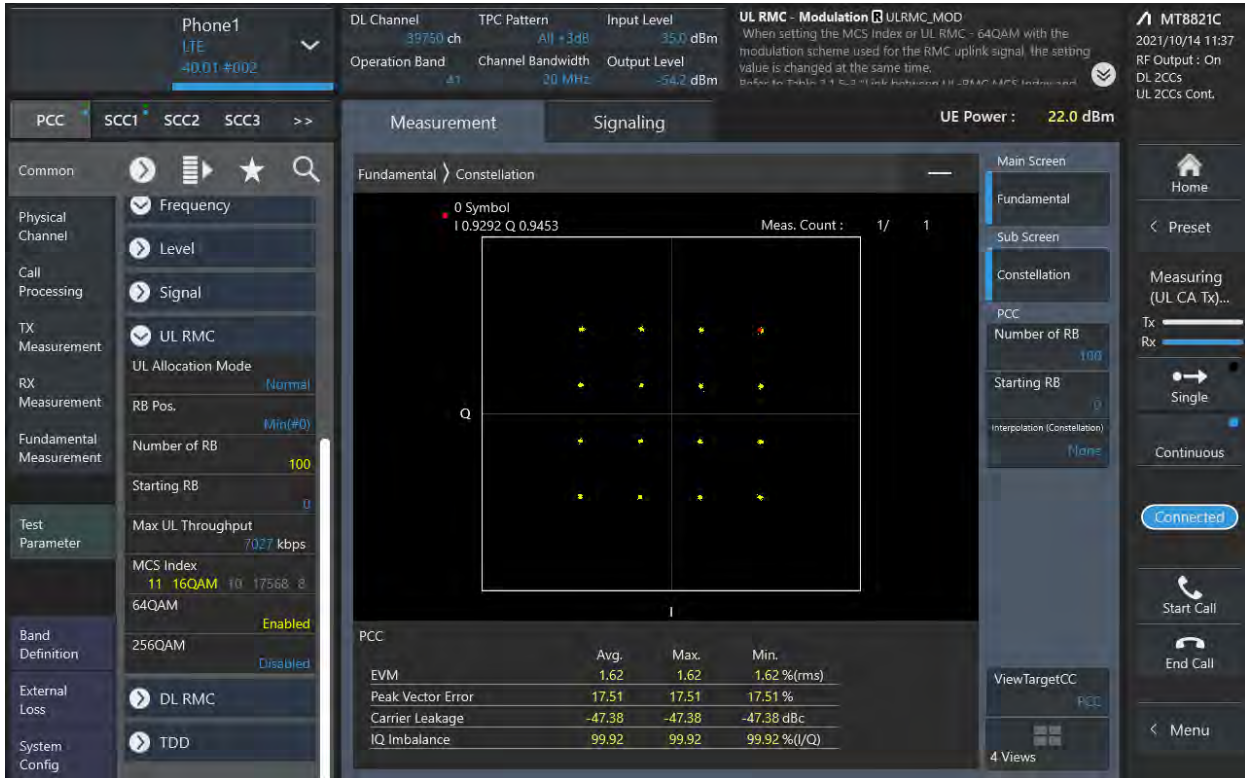 Phone1
LTE
40.01 #002
DL Channel
39750 ch
Operation Band
41
TPC Pattern
All +3dB
Channel Bandwidth
20 MHz
Input Level
35.0 dBm
Output Level
-54.2 dBm
UL RMC - Modulation R ULRMC_MOD
When setting the MCS Index or UL RMC - 64QAM with the
modulation scheme used for the RMC uplink signal, the setting
value is changed at the same time.
MT8821C
2021/10/14 11:37
RF Output : On
DL 2CCs
UL 2CCs Cont.
PCC SCC1 SCC2 SCC3 >>
Measurement Signaling
UE Power : 22.0 dBm
Common
Physical
Channel
Call
Processing
TX
Measurement
RX
Measurement
Fundamental
Measurement
Test
Parameter
Band
Definition
External
Loss
System
Config
Frequency
Level
Signal
UL RMC
UL Allocation Mode
Normal
RB Pos.
Min(#0)
Number of RB
100
Starting RB
0
Max UL Throughput
7027 kbps
MCS Index
11 16QAM 10 17568 8
64QAM
Enabled
256QAM
Disabled
DL RMC
TDD
Fundamental > Constellation
0 Symbol
I 0.9292 Q 0.9453
Meas. Count : 1/ 1
Q
I
PCC
Avg. Max. Min.
EVM 1.62 1.62 1.62 %(rms)
Peak Vector Error 17.51 17.51 17.51 %
Carrier Leakage -47.38 -47.38 -47.38 dBc
IQ Imbalance 99.92 99.92 99.92 %(I/Q)
Main Screen
Fundamental
Sub Screen
Constellation
PCC
Number of RB
100
Starting RB
0
Interpolation (Constellation)
None
ViewTargetCC
PCC
4 Views
Home
< Preset
Measuring
(UL CA Tx)...
Tx
Rx
Single
Continuous
Connected
Start Call
End Call
< Menu